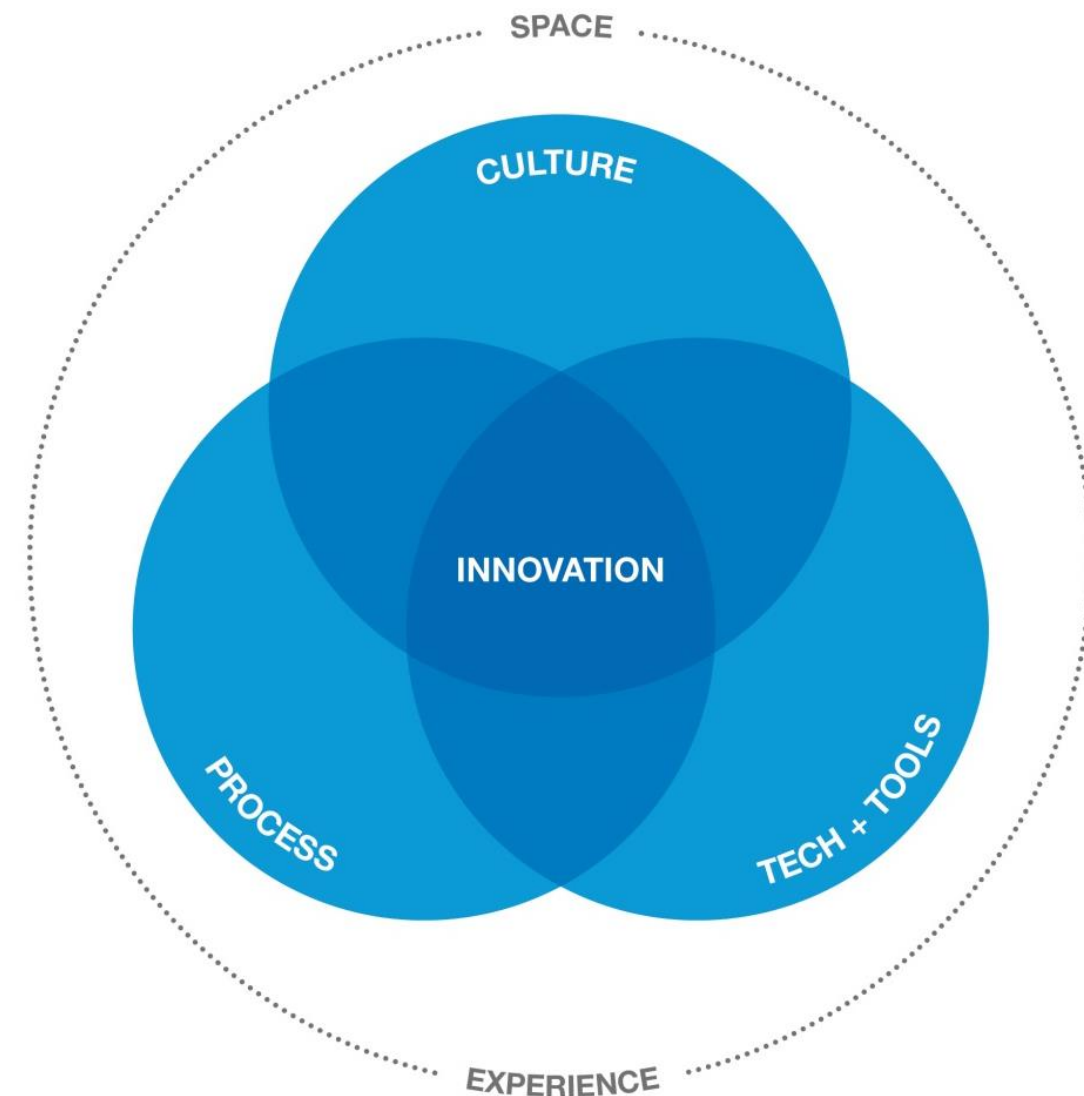 SPACE
CULTURE
INNOVATION
PROCESS
TECH + TOOLS
EXPERIENCE